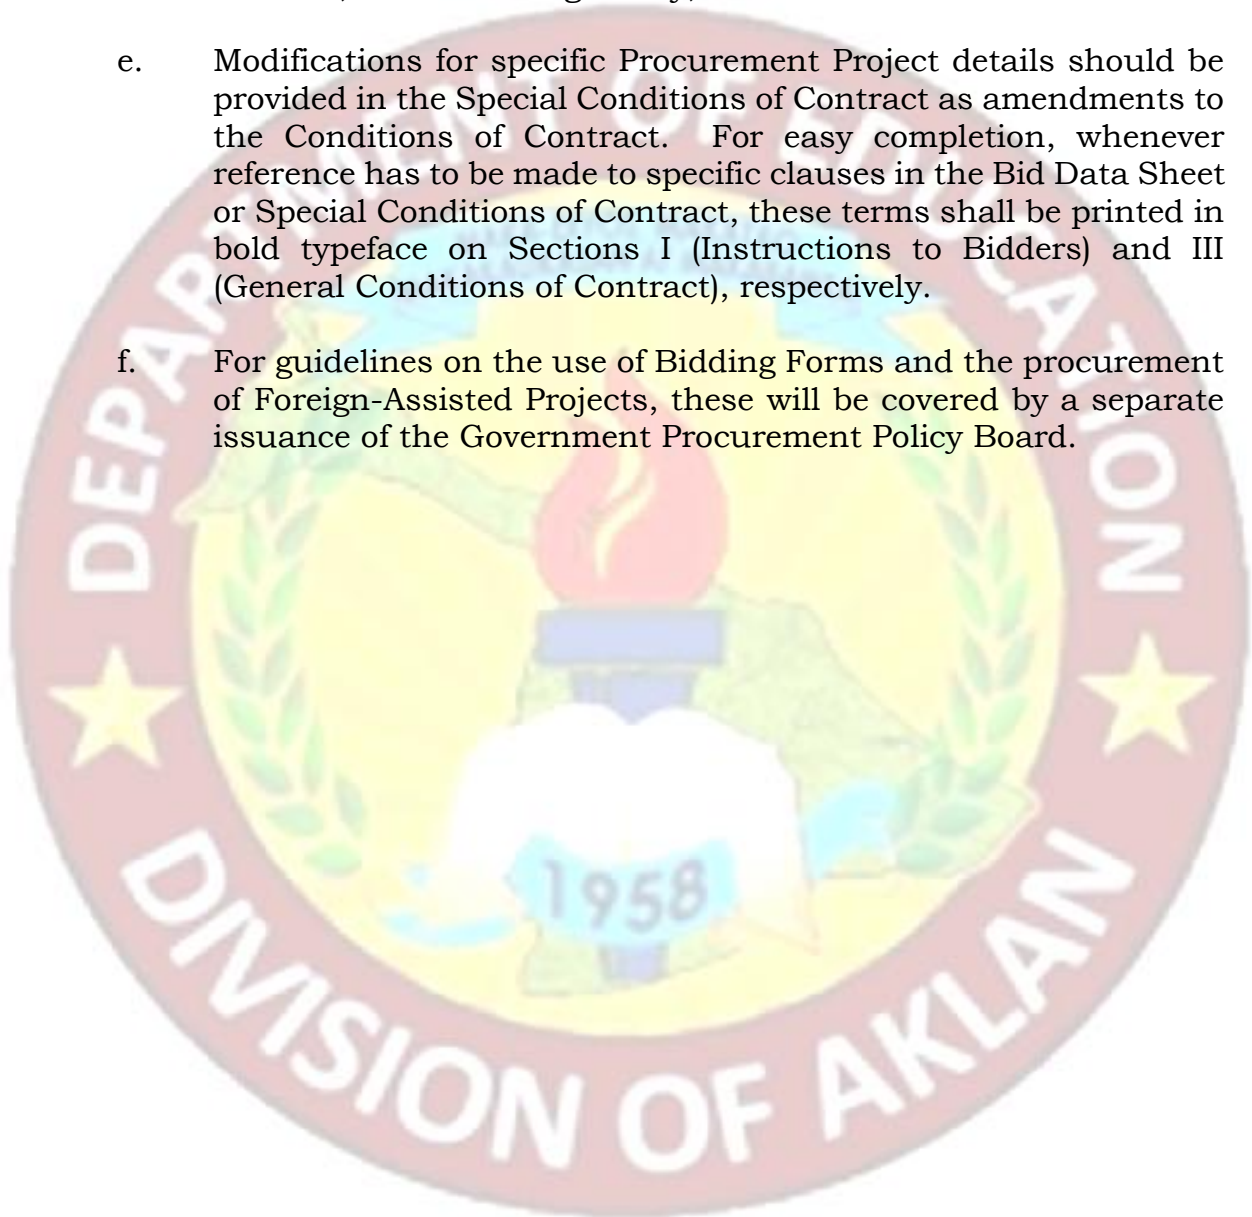 e. Modifications for specific Procurement Project details should be
provided in the Special Conditions of Contract as amendments to
the Conditions of Contract. For easy completion, whenever
reference has to be made to specific clauses in the Bid Data Sheet
or Special Conditions of Contract, these terms shall be printed in
bold typeface on Sections I (Instructions to Bidders) and III
(General Conditions of Contract), respectively.
f. For guidelines on the use of Bidding Forms and the procurement
of Foreign-Assisted Projects, these will be covered by a separate
issuance of the Government Procurement Policy Board.
DEPARTMENT OF EDUCATION
1958
DIVISION OF AKLAN